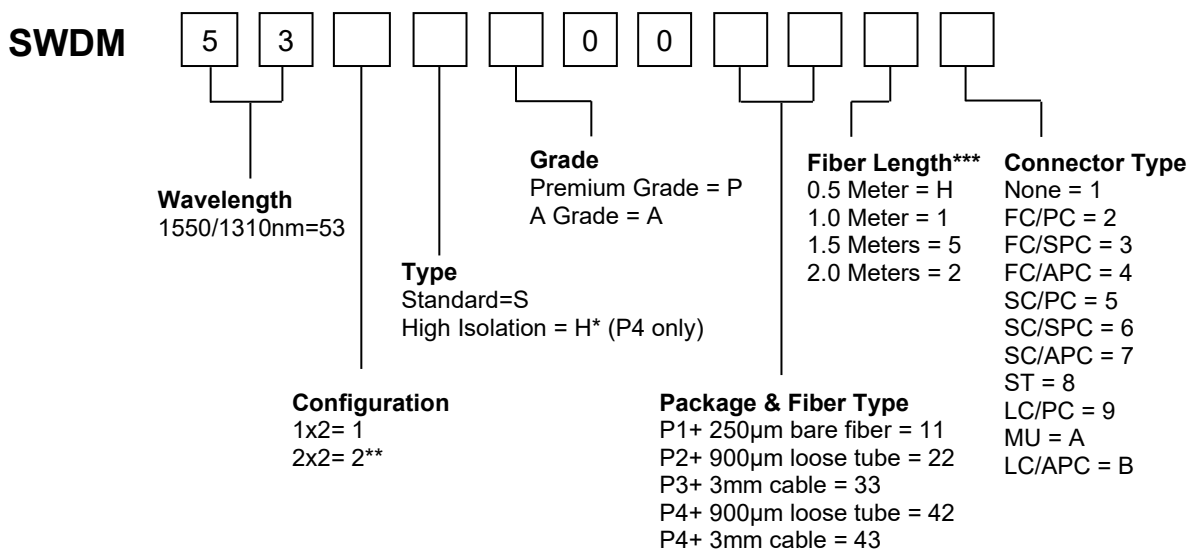 SWDM 5 3 0 0
Wavelength
1550/1310nm=53
Configuration
1x2= 1
2x2= 2**
Type
Standard=S
High Isolation = H* (P4 only)
Grade
Premium Grade = P
A Grade = A
Package & Fiber Type
P1+ 250µm bare fiber = 11
P2+ 900µm loose tube = 22
P3+ 3mm cable = 33
P4+ 900µm loose tube = 42
P4+ 3mm cable = 43
Fiber Length***
0.5 Meter = H
1.0 Meter = 1
1.5 Meters = 5
2.0 Meters = 2
Connector Type
None = 1
FC/PC = 2
FC/SPC = 3
FC/APC = 4
SC/PC = 5
SC/SPC = 6
SC/APC = 7
ST = 8
LC/PC = 9
MU = A
LC/APC = B